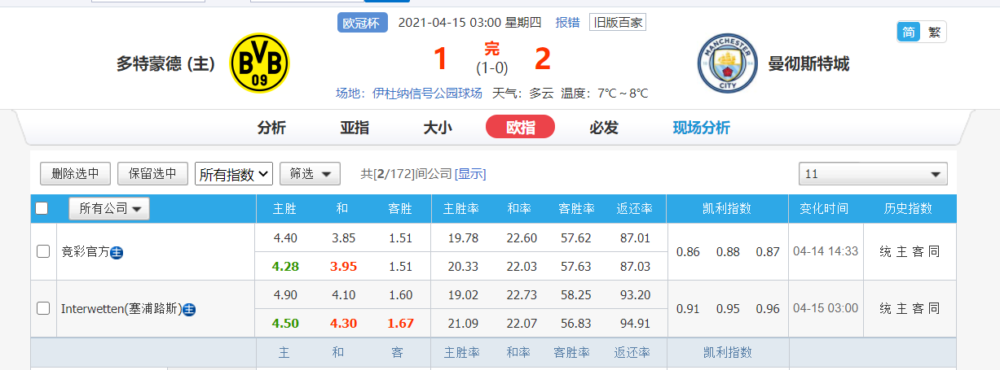 欧冠杯 2021-04-15 03:00 星期四 报错 旧版百家
简 繁
多特蒙德 (主) BVB 09 1 完 (1-0) 2 MANCHESTER CITY 曼彻斯特城
场地：伊杜纳信号公园球场 天气：多云 温度：7℃～8℃
分析 亚指 大小 欧指 必发 现场分析
删除选中 保留选中 所有指数 筛选 共[2/172]间公司 [显示] 11
所有公司 主胜 和 客胜 主胜率 和率 客胜率 返还率 凯利指数 变化时间 历史指数
4.40 3.85 1.51 19.78 22.60 57.62 87.01
竞彩官方 主 0.86 0.88 0.87 04-14 14:33 统 主 客 同
4.28 3.95 1.51 20.33 22.03 57.63 87.03
4.90 4.10 1.60 19.02 22.73 58.25 93.20
Interwetten(塞浦路斯) 主 0.91 0.95 0.96 04-15 03:00 统 主 客 同
4.50 4.30 1.67 21.09 22.07 56.83 94.91
主 和 客 主胜率 和率 客胜率 返还率 凯利指数